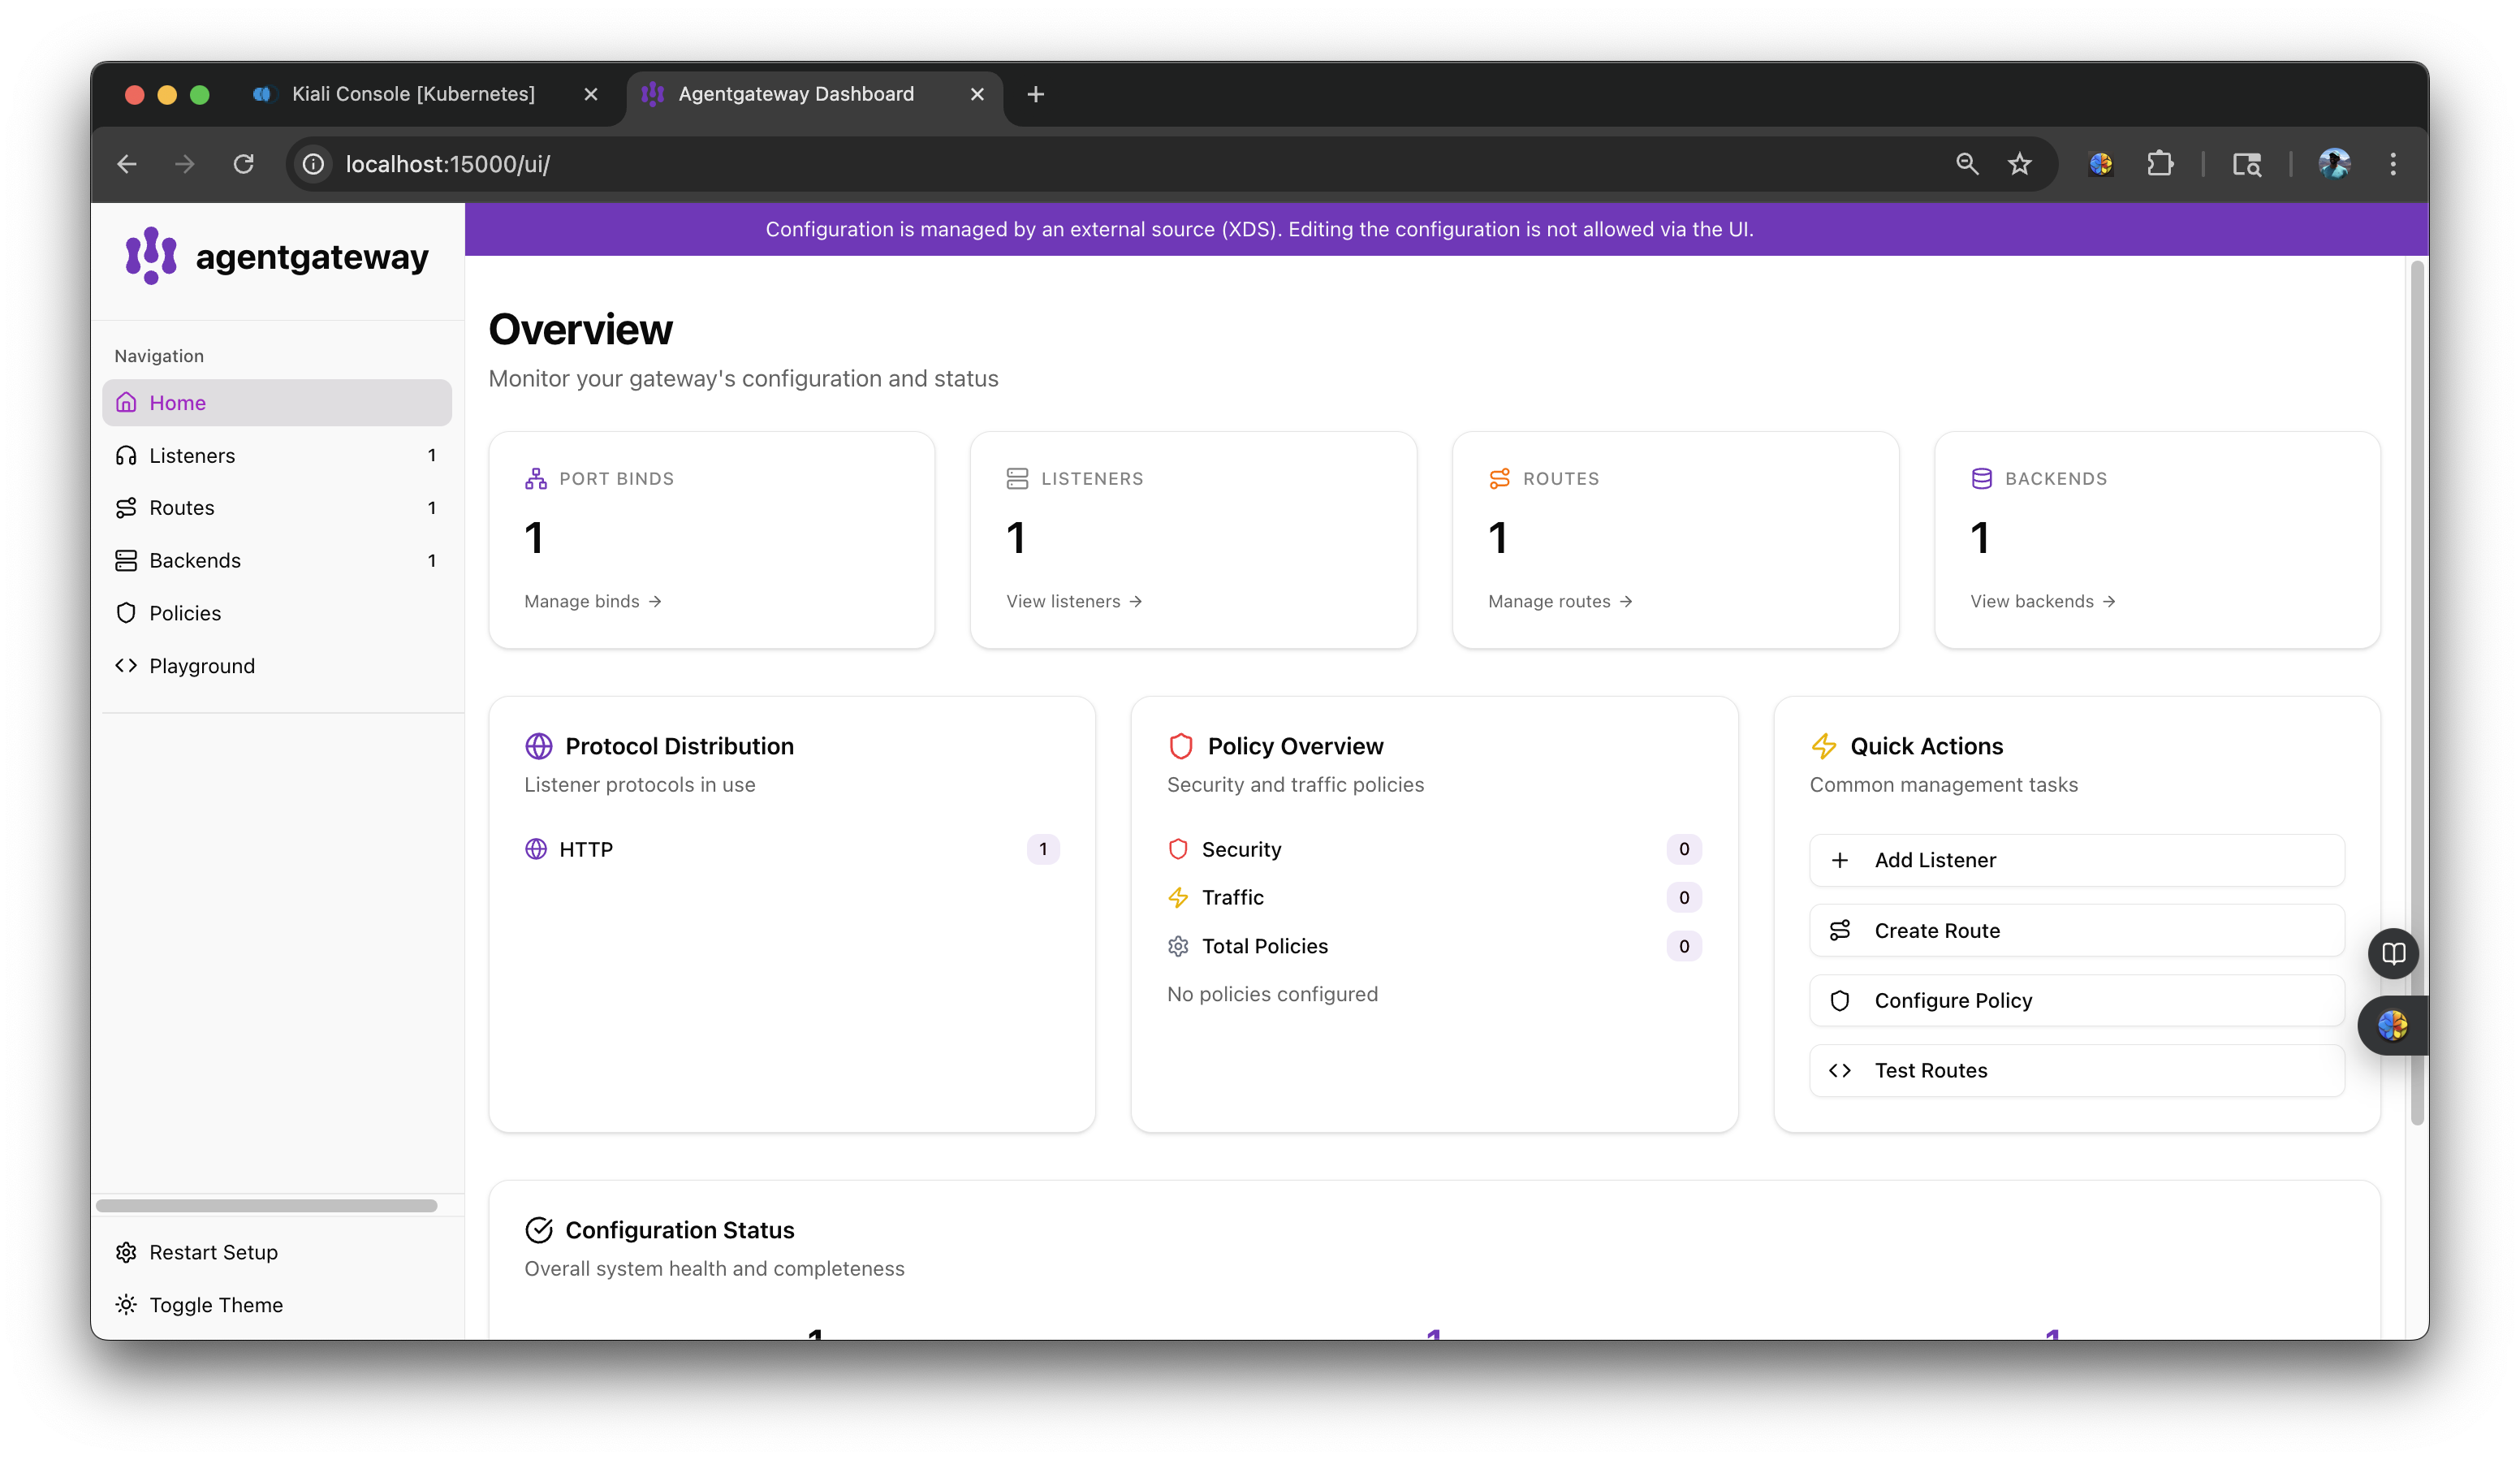 Kiali Console [Kubernetes]
Agentgateway Dashboard
localhost:15000/ui/
agentgateway
Configuration is managed by an external source (XDS). Editing the configuration is not allowed via the UI.
Navigation
Home
Listeners 1
Routes 1
Backends 1
Policies
Playground
Restart Setup
Toggle Theme
Overview
Monitor your gateway's configuration and status
PORT BINDS
1
Manage binds →
LISTENERS
1
View listeners →
ROUTES
1
Manage routes →
BACKENDS
1
View backends →
Protocol Distribution
Listener protocols in use
HTTP 1
Policy Overview
Security and traffic policies
Security 0
Traffic 0
Total Policies 0
No policies configured
Quick Actions
Common management tasks
Add Listener
Create Route
Configure Policy
Test Routes
Configuration Status
Overall system health and completeness
1 1 1